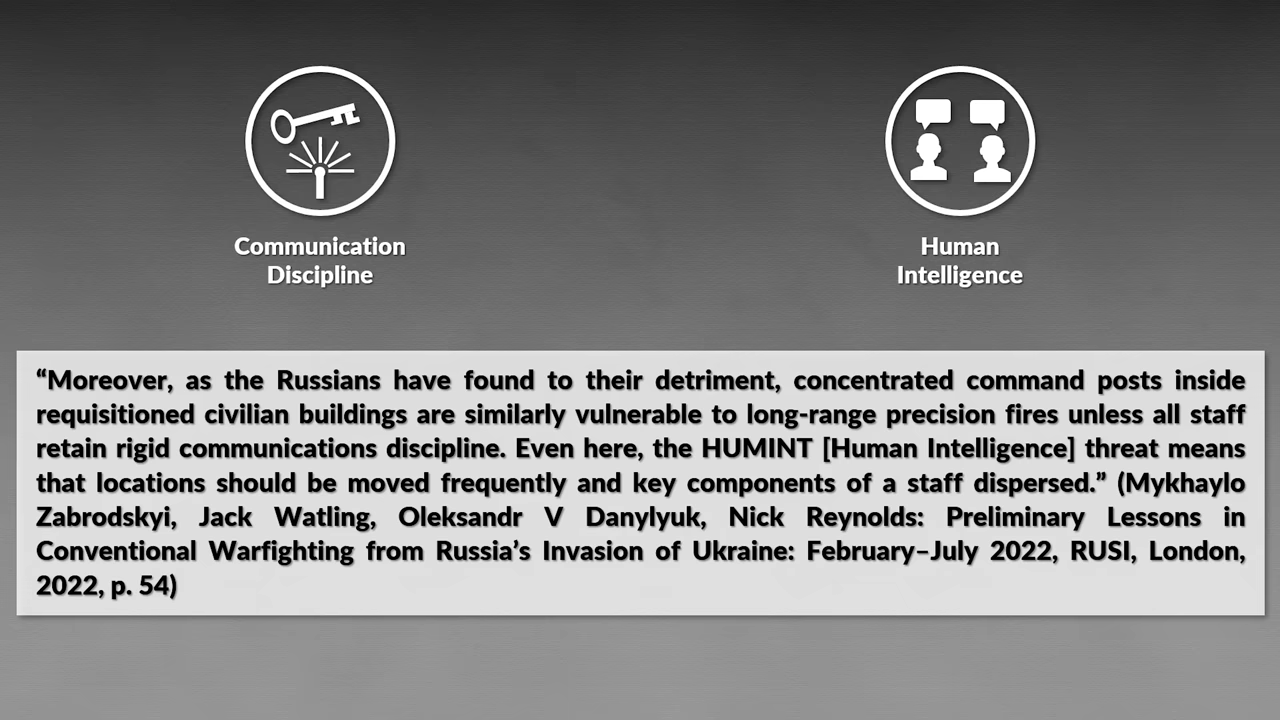 Communication
Discipline
Human
Intelligence
“Moreover, as the Russians have found to their detriment, concentrated command posts inside
requisitioned civilian buildings are similarly vulnerable to long-range precision fires unless all staff
retain rigid communications discipline. Even here, the HUMINT [Human Intelligence] threat means
that locations should be moved frequently and key components of a staff dispersed.” (Mykhaylo
Zabrodskyi, Jack Watling, Oleksandr V Danylyuk, Nick Reynolds: Preliminary Lessons in
Conventional Warfighting from Russia’s Invasion of Ukraine: February–July 2022, RUSI, London,
2022, p. 54)